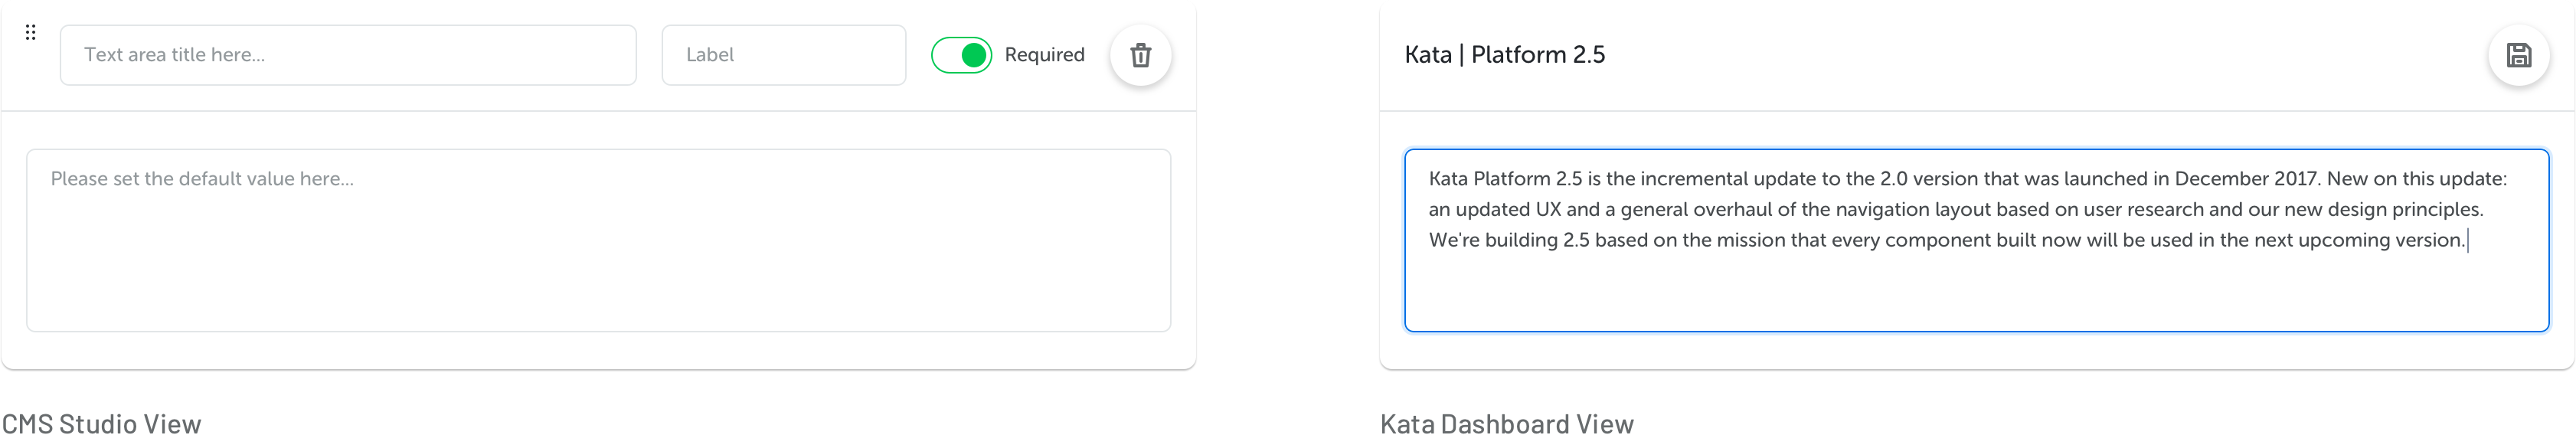 Text area title here...
Label
Required
Please set the default value here...
CMS Studio View
Kata | Platform 2.5
Kata Platform 2.5 is the incremental update to the 2.0 version that was launched in December 2017. New on this update:
an updated UX and a general overhaul of the navigation layout based on user research and our new design principles.
We're building 2.5 based on the mission that every component built now will be used in the next upcoming version.
Kata Dashboard View